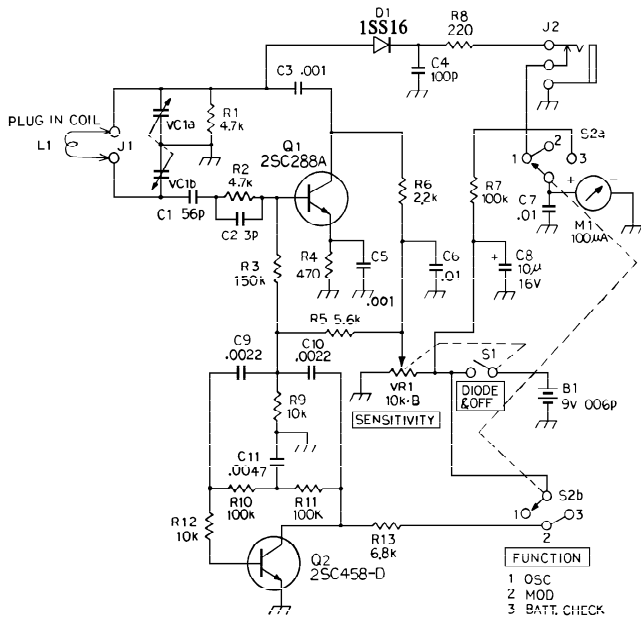 D1
1SS16
R8
220
J2
C4
100p
C3 .001
PLUG IN COIL
L1
J1
VC1a
R1
4.7k
VC1b
Q1
2SC288A
S2a
1
2
3
R2
4.7k
C1 56p
C2 3p
R6
2.2k
R7
100k
C7
.01
+
-
M1
100μA
R3
150k
R4
470
C5
.001
C6
.01
+
C8
10μ
16V
R5 5.6k
C9
.0022
C10
.0022
VR1
10k·B
SENSITIVITY
S1
DIODE
&OFF
B1
9v 006p
R9
10k
C11
.0047
R10
100k
R11
100K
R12
10k
Q2
2SC458-D
R13
6.8k
S2b
1
2
3
FUNCTION
1 OSC
2 MOD
3 BATT. CHECK